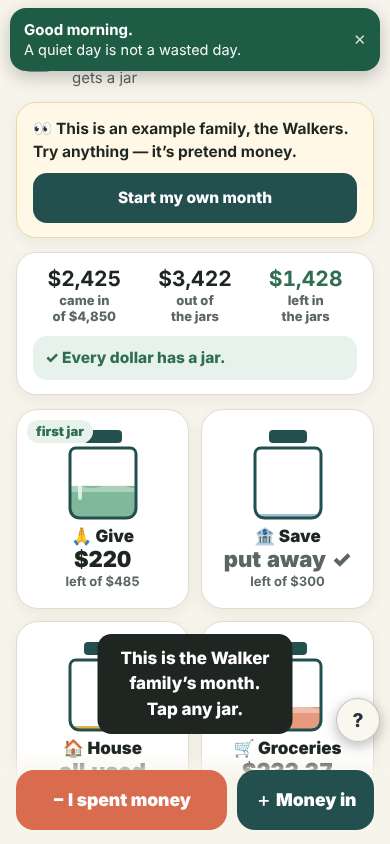 Good morning.
A quiet day is not a wasted day.
×
gets a jar
👀 This is an example family, the Walkers.
Try anything — it’s pretend money.
Start my own month
$2,425
came in
of $4,850
$3,422
out of
the jars
$1,428
left in
the jars
✓ Every dollar has a jar.
first jar
🙏 Give
$220
left of $485
🏦 Save
put away ✓
left of $300
This is the Walker
family’s month.
Tap any jar.
?
🏠 House
all used
🛒 Groceries
$233.37
− I spent money
+ Money in